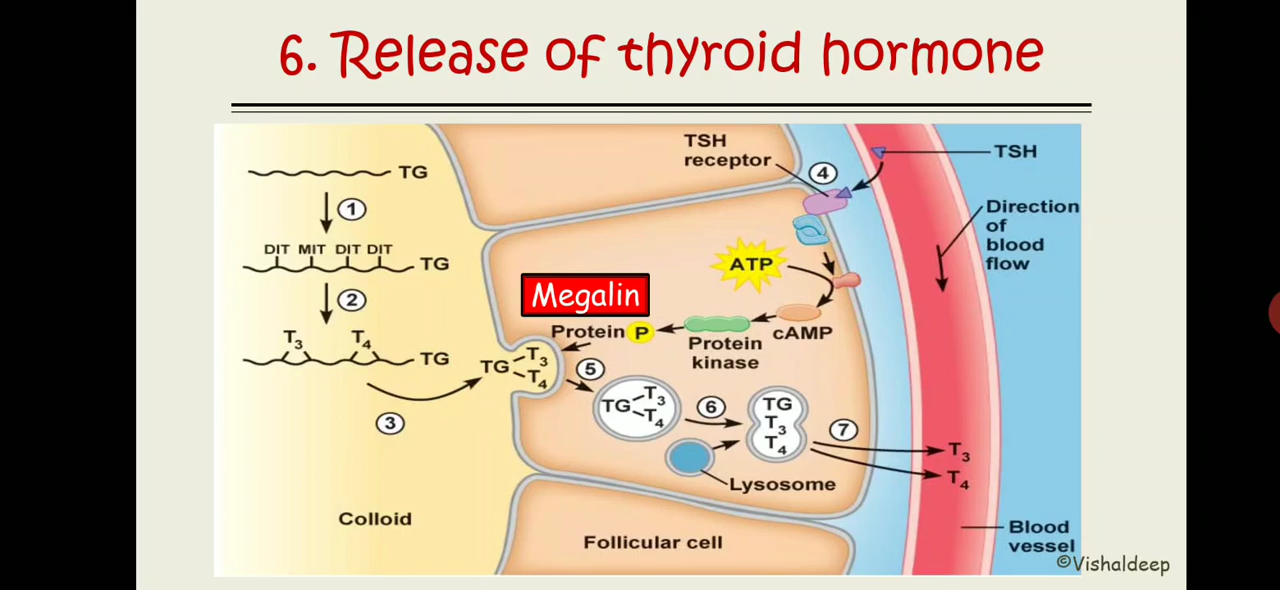 6. Release of thyroid hormone
TSH
receptor
4
TSH
TG
1
DIT MIT DIT DIT
TG
2
T3 T4
TG
3
Direction
of
blood
flow
ATP
Megalin
Protein P
Protein
kinase
cAMP
TG T3
T4
5
TG T3
T4
6
TG
T3
T4
7
T3
T4
Lysosome
Colloid
Follicular cell
Blood
vessel
©Vishaldeep